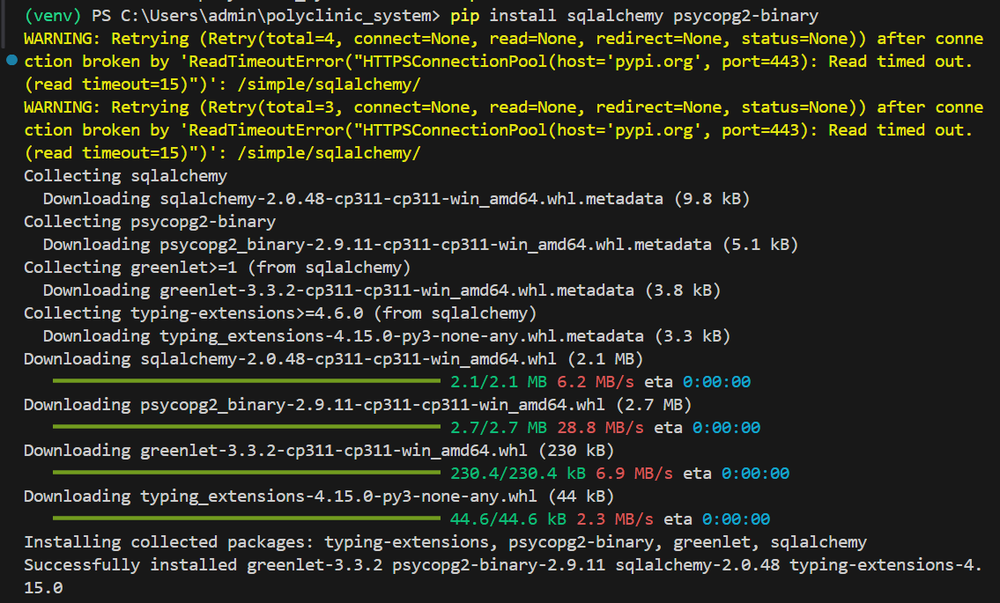 (venv) PS C:\Users\admin\polyclinic_system> pip install sqlalchemy psycopg2-binary
WARNING: Retrying (Retry(total=4, connect=None, read=None, redirect=None, status=None)) after conne
ction broken by 'ReadTimeoutError("HTTPSConnectionPool(host='pypi.org', port=443): Read timed out.
(read timeout=15)")': /simple/sqlalchemy/
WARNING: Retrying (Retry(total=3, connect=None, read=None, redirect=None, status=None)) after conne
ction broken by 'ReadTimeoutError("HTTPSConnectionPool(host='pypi.org', port=443): Read timed out.
(read timeout=15)")': /simple/sqlalchemy/
Collecting sqlalchemy
  Downloading sqlalchemy-2.0.48-cp311-cp311-win_amd64.whl.metadata (9.8 kB)
Collecting psycopg2-binary
  Downloading psycopg2_binary-2.9.11-cp311-cp311-win_amd64.whl.metadata (5.1 kB)
Collecting greenlet>=1 (from sqlalchemy)
  Downloading greenlet-3.3.2-cp311-cp311-win_amd64.whl.metadata (3.8 kB)
Collecting typing-extensions>=4.6.0 (from sqlalchemy)
  Downloading typing_extensions-4.15.0-py3-none-any.whl.metadata (3.3 kB)
Downloading sqlalchemy-2.0.48-cp311-cp311-win_amd64.whl (2.1 MB)
2.1/2.1 MB 6.2 MB/s eta 0:00:00
Downloading psycopg2_binary-2.9.11-cp311-cp311-win_amd64.whl (2.7 MB)
2.7/2.7 MB 28.8 MB/s eta 0:00:00
Downloading greenlet-3.3.2-cp311-cp311-win_amd64.whl (230 kB)
230.4/230.4 kB 6.9 MB/s eta 0:00:00
Downloading typing_extensions-4.15.0-py3-none-any.whl (44 kB)
44.6/44.6 kB 2.3 MB/s eta 0:00:00
Installing collected packages: typing-extensions, psycopg2-binary, greenlet, sqlalchemy
Successfully installed greenlet-3.3.2 psycopg2-binary-2.9.11 sqlalchemy-2.0.48 typing-extensions-4.
15.0